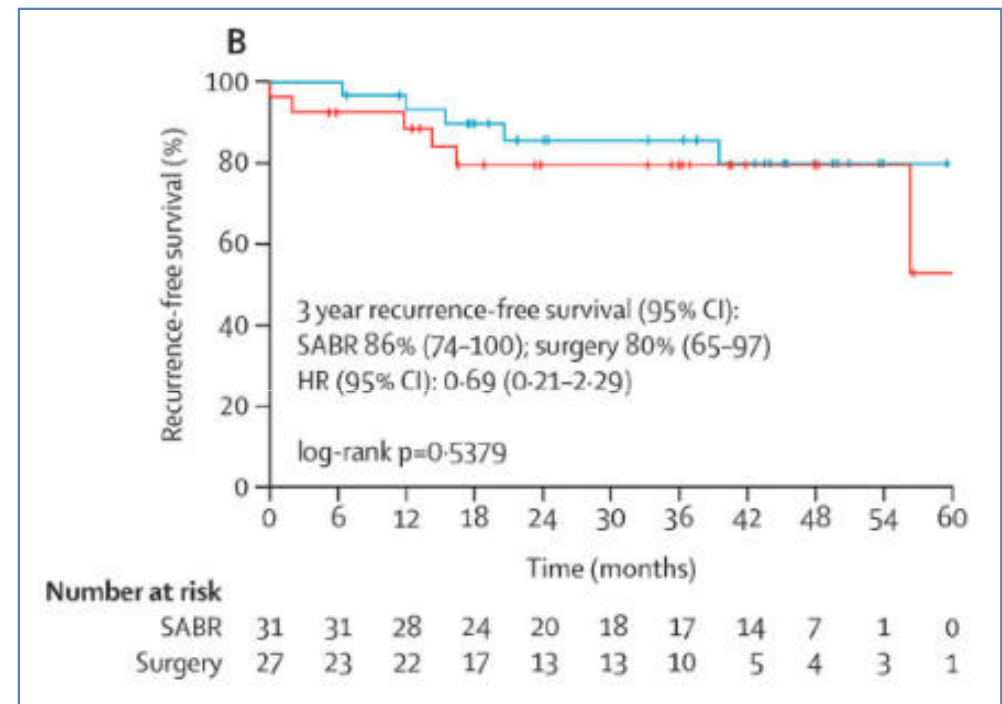 B
Recurrence-free survival (%)
100
80
60
40
20
0
3 year recurrence-free survival (95% CI):
SABR 86% (74–100); surgery 80% (65–97)
HR (95% CI): 0·69 (0·21–2·29)
log-rank p=0·5379
0 6 12 18 24 30 36 42 48 54 60
Time (months)
Number at risk
SABR 31 31 28 24 20 18 17 14 7 1 0
Surgery 27 23 22 17 13 13 10 5 4 3 1